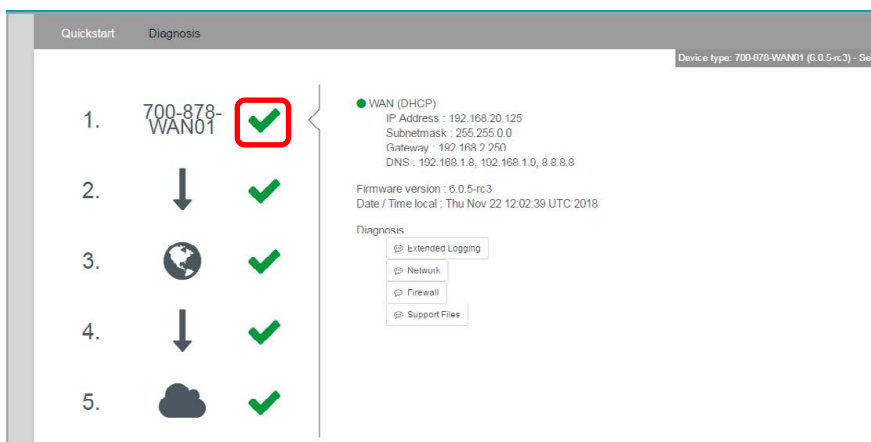 Quickstart Diagnosis
Device type: 700-878-WAN01 (6.0.5-rc3) - Se
1. 700-878-WAN01
WAN (DHCP)
IP Address : 192.168.20.125
Subnetmask : 255.255.0.0
Gateway : 192.168.2.250
DNS : 192.168.1.8, 192.168.1.9, 8.8.8.8
2.
Firmware version : 6.0.5-rc3
Date / Time local : Thu Nov 22 12:02:39 UTC 2018
Diagnosis
Extended Logging
3.
Network
Firewall
Support Files
4.
5.